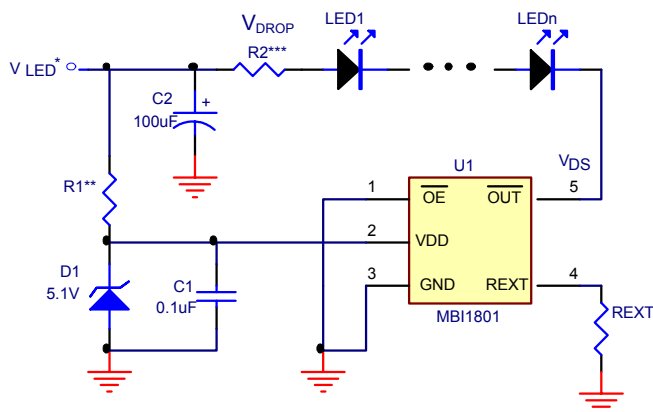 V DROP
LED1
LEDn
V LED*
R2***
C2
+
100uF
U1
VDS
R1**
1
OE
OUT
5
2
VDD
D1
5.1V
C1
0.1uF
3
GND
REXT
4
MBI1801
REXT